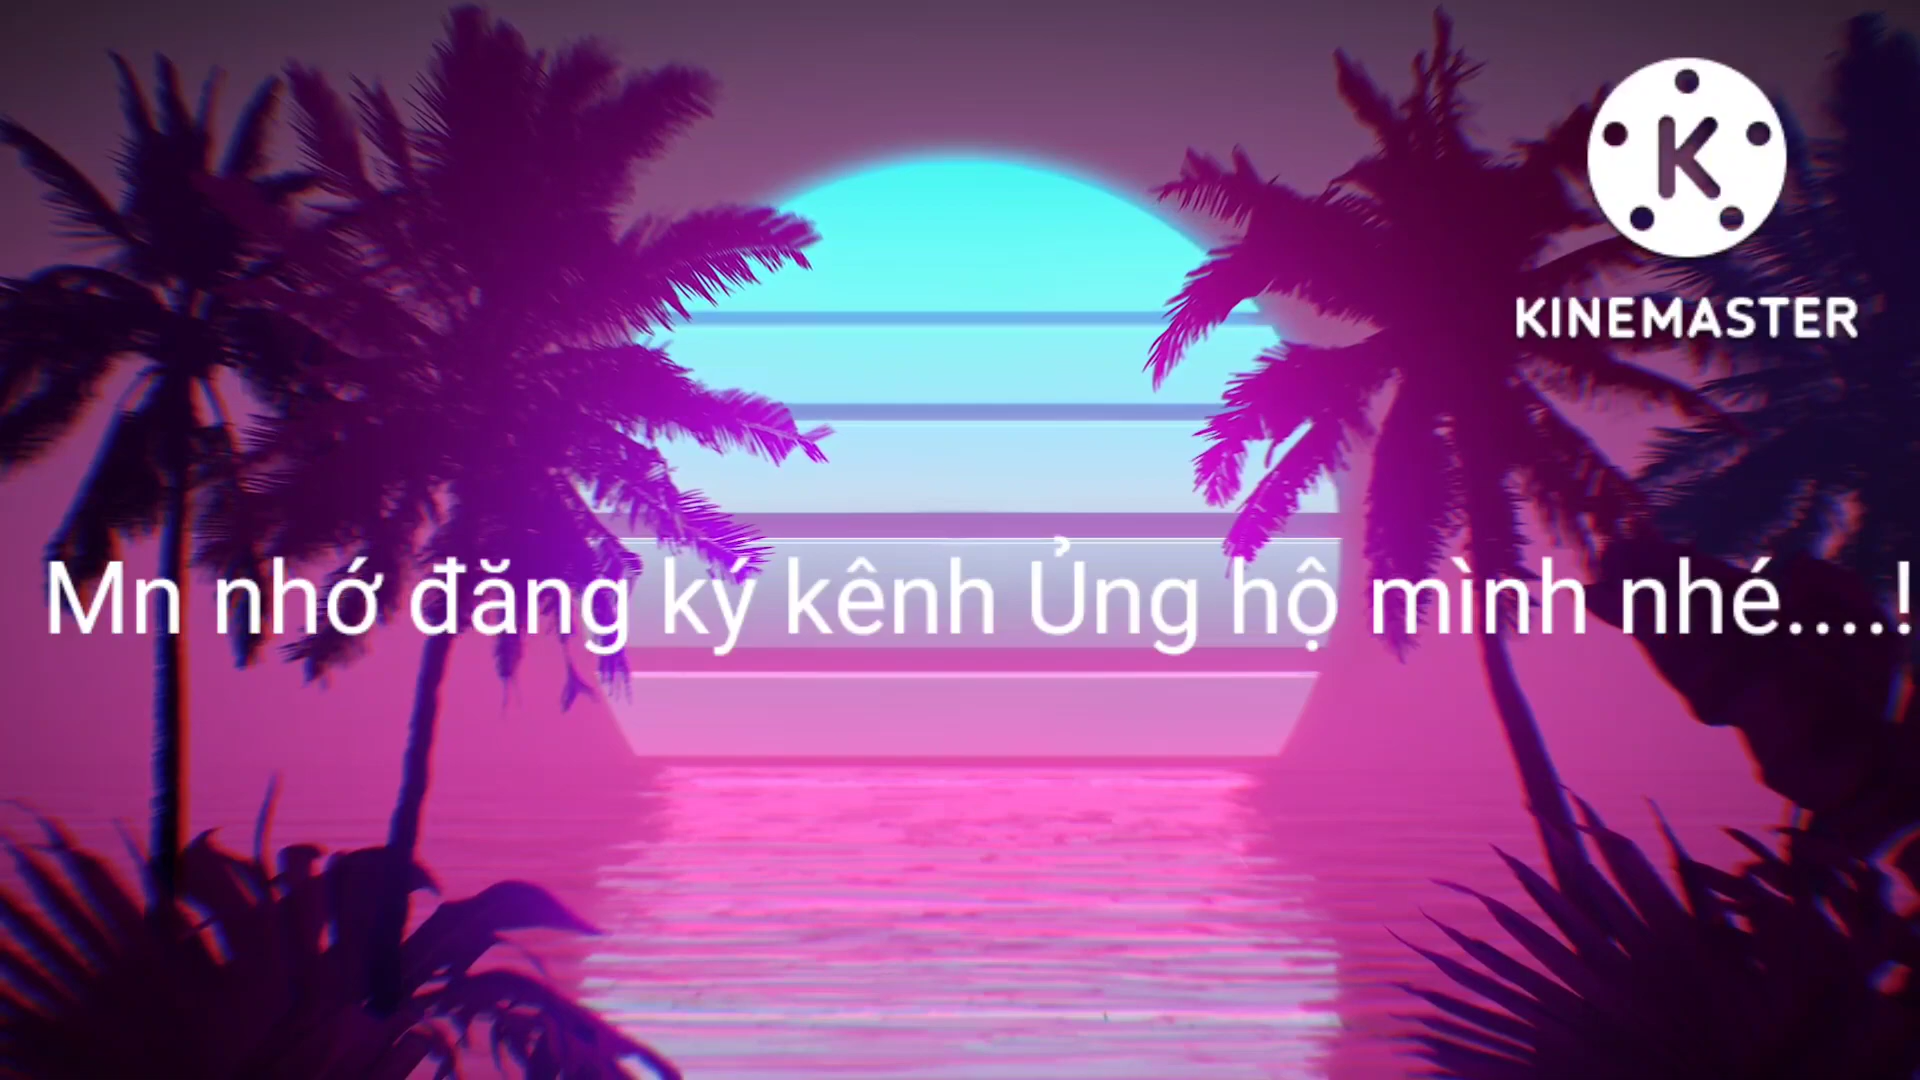 K
KINEMASTER
Mn nhớ đăng ký kênh Ủng hộ mình nhé....!